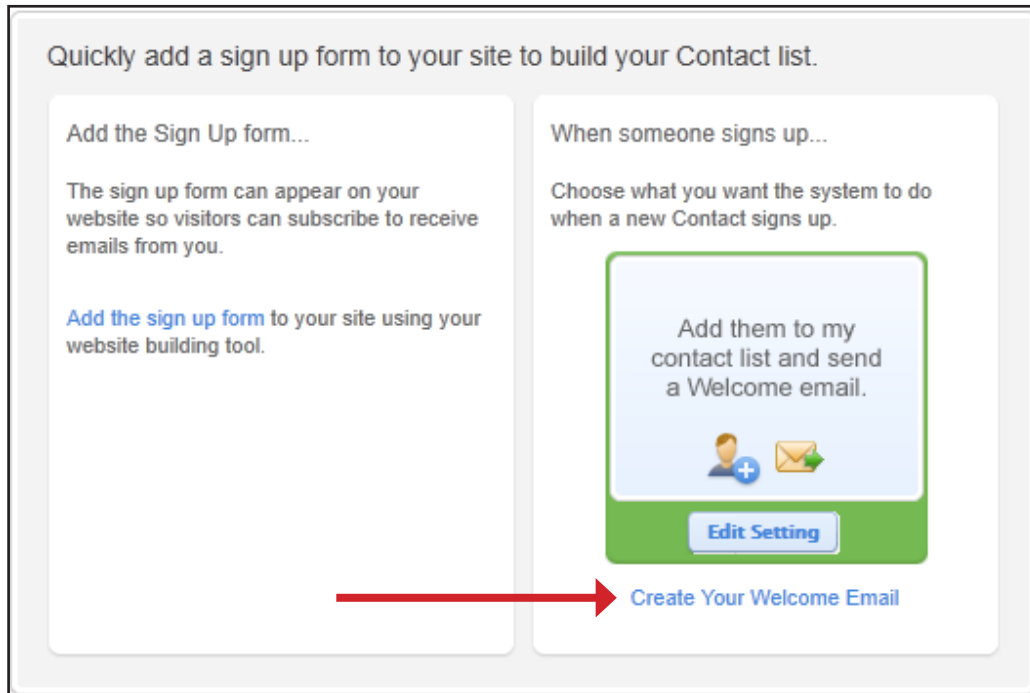 Quickly add a sign up form to your site to build your Contact list.
Add the Sign Up form...
The sign up form can appear on your
website so visitors can subscribe to receive
emails from you.
Add the sign up form to your site using your
website building tool.
When someone signs up...
Choose what you want the system to do
when a new Contact signs up.
Add them to my
contact list and send
a Welcome email.
Edit Setting
Create Your Welcome Email